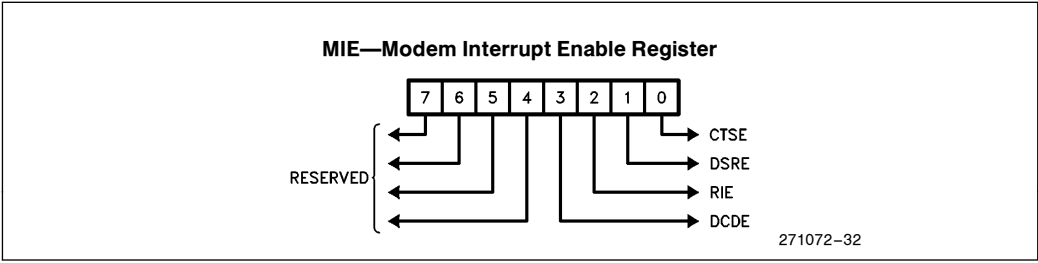 MIE—Modem Interrupt Enable Register
7 6 5 4 3 2 1 0
CTSE
DSRE
RESERVED
RIE
DCDE
271072–32